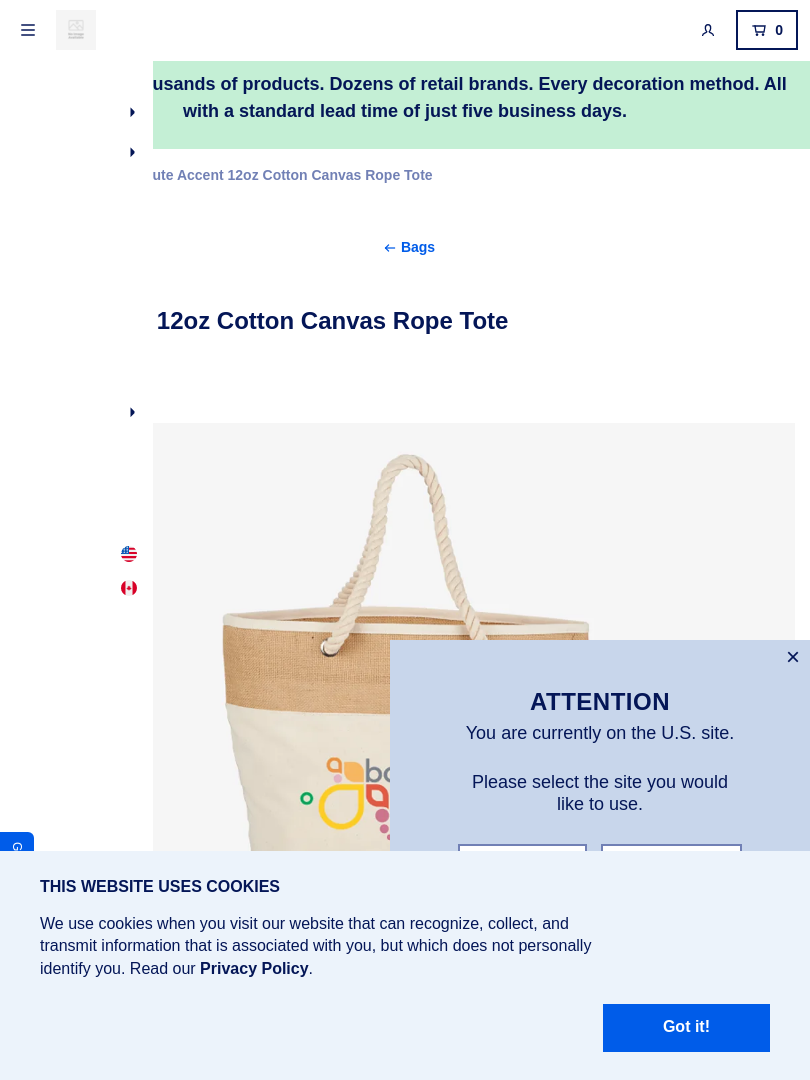 0
usands of products. Dozens of retail brands. Every decoration method. All
with a standard lead time of just five business days.
ute Accent 12oz Cotton Canvas Rope Tote
Bags
12oz Cotton Canvas Rope Tote
ATTENTION
You are currently on the U.S. site.
Please select the site you would
like to use.
G
THIS WEBSITE USES COOKIES
We use cookies when you visit our website that can recognize, collect, and
transmit information that is associated with you, but which does not personally
identify you. Read our Privacy Policy.
Got it!